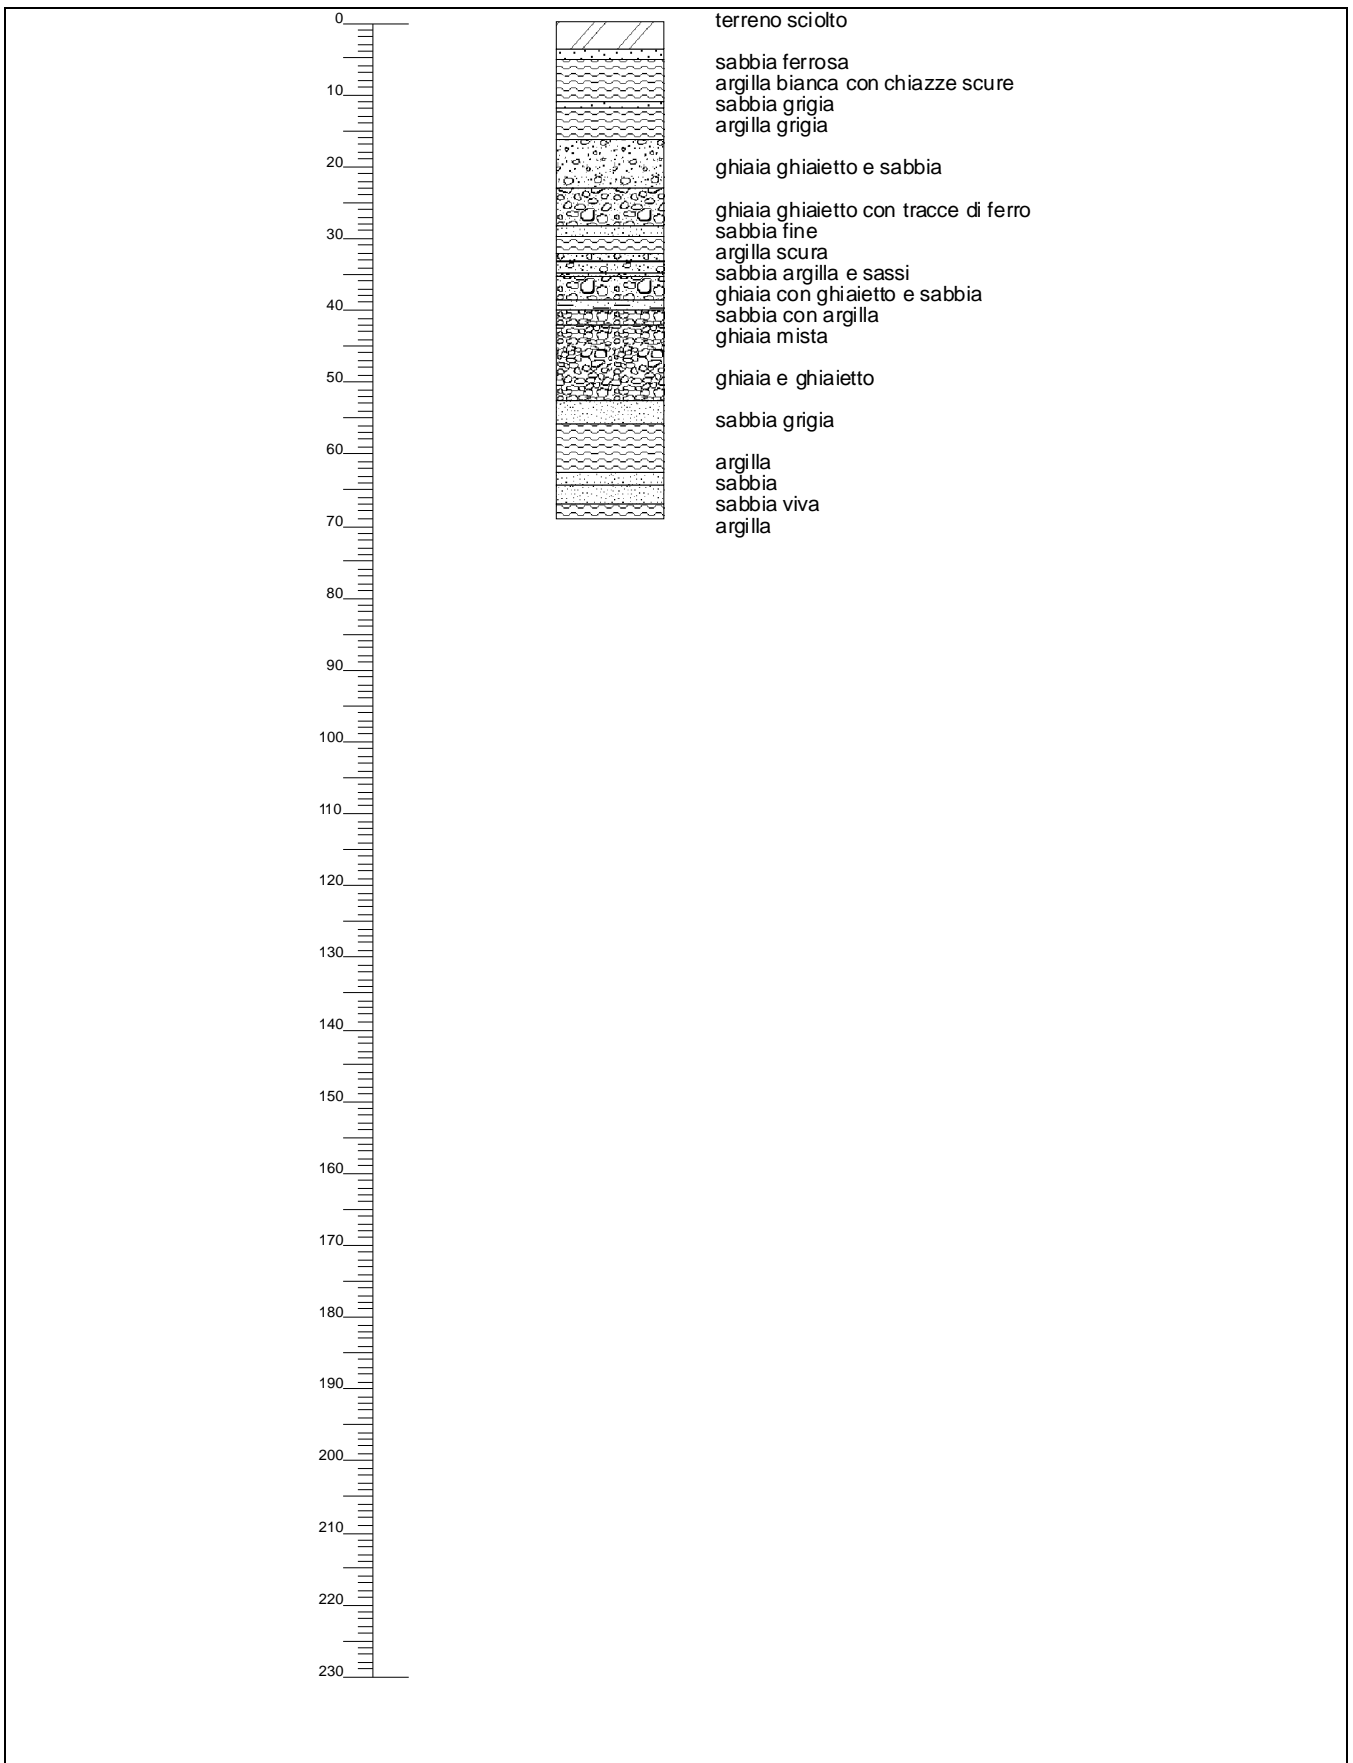 0
terreno sciolto
sabbia ferrosa
argilla bianca con chiazze scure
10
sabbia grigia
argilla grigia
20
ghiaia ghiaietto e sabbia
ghiaia ghiaietto con tracce di ferro
30
sabbia fine
argilla scura
sabbia argilla e sassi
ghiaia con ghiaietto e sabbia
40
sabbia con argilla
ghiaia mista
50
ghiaia e ghiaietto
sabbia grigia
60
argilla
sabbia
sabbia viva
70
argilla
80
90
100
110
120
130
140
150
160
170
180
190
200
210
220
230